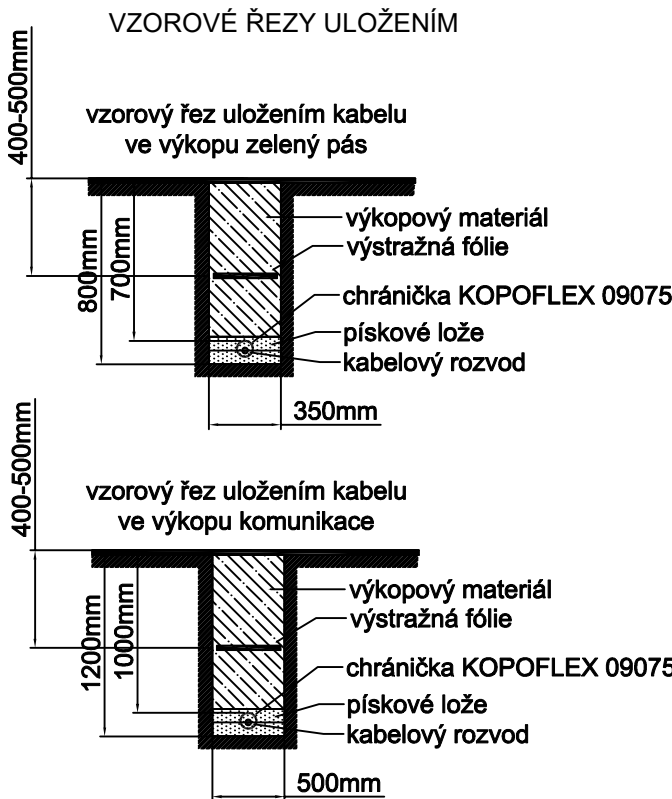 VZOROVÉ ŘEZY ULOŽENÍM
400-500mm
vzorový řez uložením kabelu
ve výkopu zelený pás
800mm
700mm
výkopový materiál
výstražná fólie
chránička KOPOFLEX 09075
pískové lože
kabelový rozvod
350mm
400-500mm
vzorový řez uložením kabelu
ve výkopu komunikace
1200mm
1000mm
výkopový materiál
výstražná fólie
chránička KOPOFLEX 09075
pískové lože
kabelový rozvod
500mm